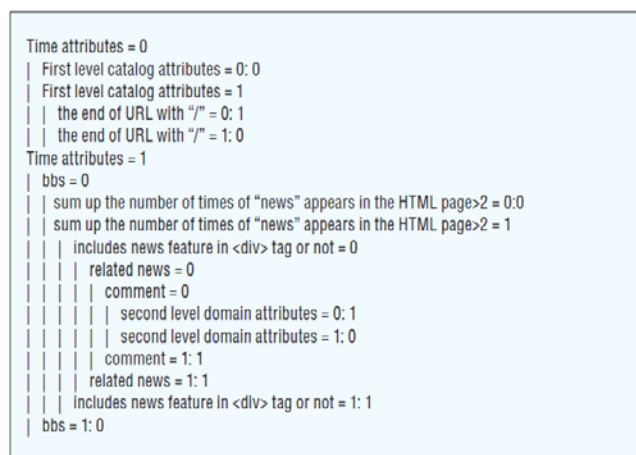 Time attributes = 0
| First level catalog attributes = 0: 0
| First level catalog attributes = 1
| | the end of URL with “/” = 0: 1
| | the end of URL with “/” = 1: 0
Time attributes = 1
| bbs = 0
| | sum up the number of times of “news” appears in the HTML page>2 = 0:0
| | sum up the number of times of “news” appears in the HTML page>2 = 1
| | | includes news feature in <div> tag or not = 0
| | | | related news = 0
| | | | | comment = 0
| | | | | | second level domain attributes = 0: 1
| | | | | | second level domain attributes = 1: 0
| | | | | comment = 1: 1
| | | | related news = 1: 1
| | | includes news feature in <div> tag or not = 1: 1
| bbs = 1: 0